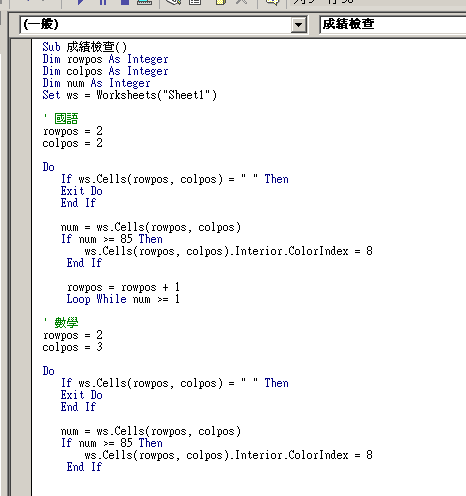 (一般)
成績檢查
Sub 成績檢查()
Dim rowpos As Integer
Dim colpos As Integer
Dim num As Integer
Set ws = Worksheets("Sheet1")
' 國語
rowpos = 2
colpos = 2
Do
If ws.Cells(rowpos, colpos) = " " Then
Exit Do
End If
num = ws.Cells(rowpos, colpos)
If num >= 85 Then
ws.Cells(rowpos, colpos).Interior.ColorIndex = 8
End If
rowpos = rowpos + 1
Loop While num >= 1
' 數學
rowpos = 2
colpos = 3
Do
If ws.Cells(rowpos, colpos) = " " Then
Exit Do
End If
num = ws.Cells(rowpos, colpos)
If num >= 85 Then
ws.Cells(rowpos, colpos).Interior.ColorIndex = 8
End If